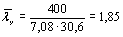 λ̄ᵥ = 400 / (7,08 · 30,6) = 1,85